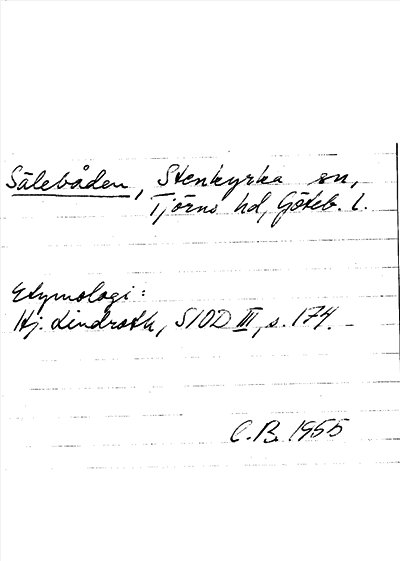 Sälebåden, Stenkyrka sn,
Tjörns hd, Göteb. l.
Etymologi:
Hj. Lindroth, SIOD III, s. 174. –
C.B. 1955